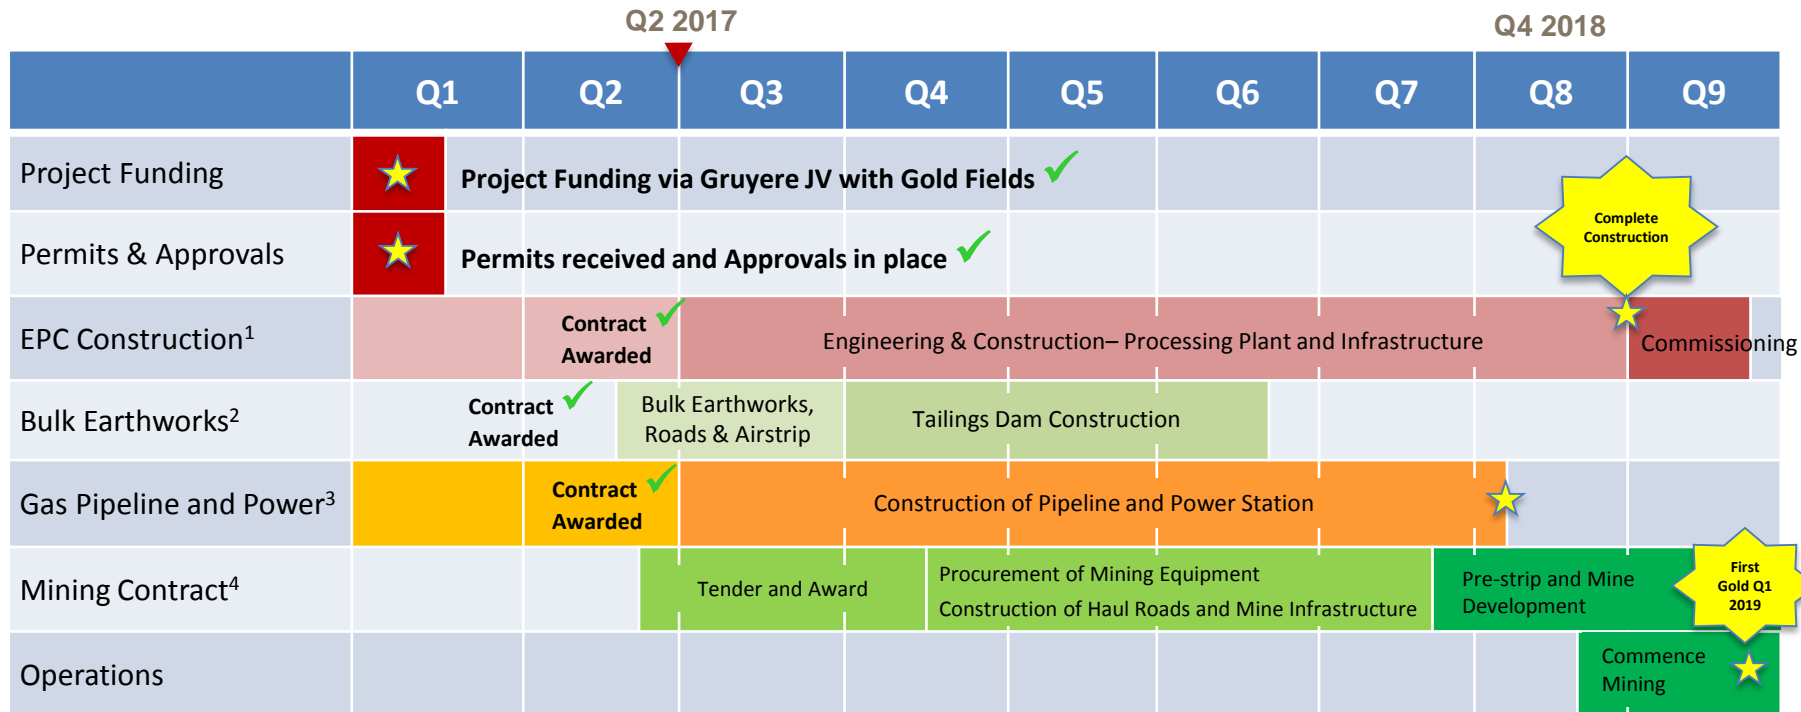 Q2 2017
Q4 2018
Q1 Q2 Q3 Q4 Q5 Q6 Q7 Q8 Q9
Project Funding
Project Funding via Gruyere JV with Gold Fields
Permits & Approvals
Permits received and Approvals in place
Complete
Construction
EPC Construction¹
Contract
Awarded
Engineering & Construction– Processing Plant and Infrastructure
Commissioning
Bulk Earthworks²
Contract
Awarded
Bulk Earthworks,
Roads & Airstrip
Tailings Dam Construction
Gas Pipeline and Power³
Contract
Awarded
Construction of Pipeline and Power Station
Mining Contract⁴
Tender and Award
Procurement of Mining Equipment
Construction of Haul Roads and Mine Infrastructure
Pre-strip and Mine
Development
First
Gold Q1
2019
Operations
Commence
Mining